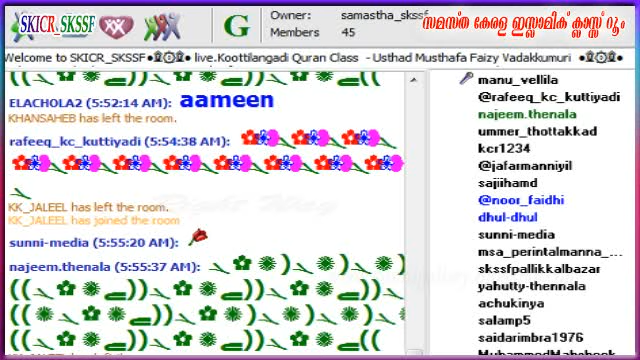 SKICR_SKSSF
G
Owner: samastha_skssf
Members 45
സമസ്ത കേരള ഇസ്ലാമിക് ക്ലാസ്സ് റൂം
Welcome to SKICR_SKSSF live.Koottilangadi Quran Class - Usthad Musthafa Faizy Vadakkumuri
ELACHOLA2 (5:52:14 AM): aameen
KHANSAHEB has left the room.
rafeeq_kc_kuttiyadi (5:54:38 AM):
KK_JALEEL has left the room.
KK_JALEEL has joined the room
sunni-media (5:55:20 AM):
najeem.thenala (5:55:37 AM):
manu_vellila
@rafeeq_kc_kuttiyadi
najeem.thenala
ummer_thottakkad
kcr1234
@jafarmanniyil
sajiihamd
@noor_faidhi
dhul-dhul
sunni-media
msa_perintalmanna_...
skssfpallikkalbazar
yahutty-thennala
achukinya
salamp5
saidarimbra1976